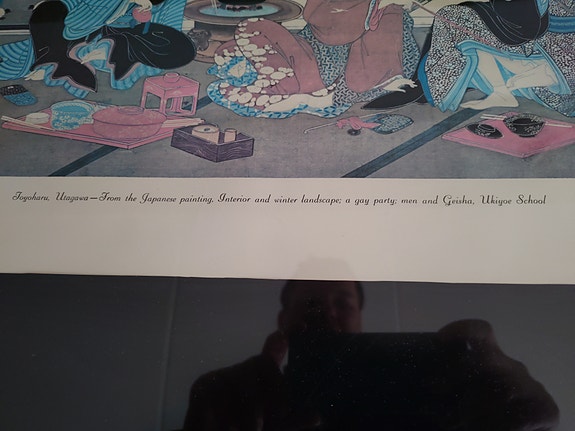 Toyoharu, Utagawa—From the Japanese painting, Interior and winter landscape; a gay party; men and Geisha, Ukiyoe School